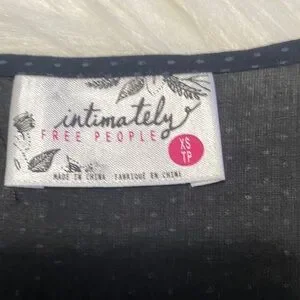 intimately
FREE PEOPLE
XS
TP
MADE IN CHINA FABRIQUÉ EN CHINE